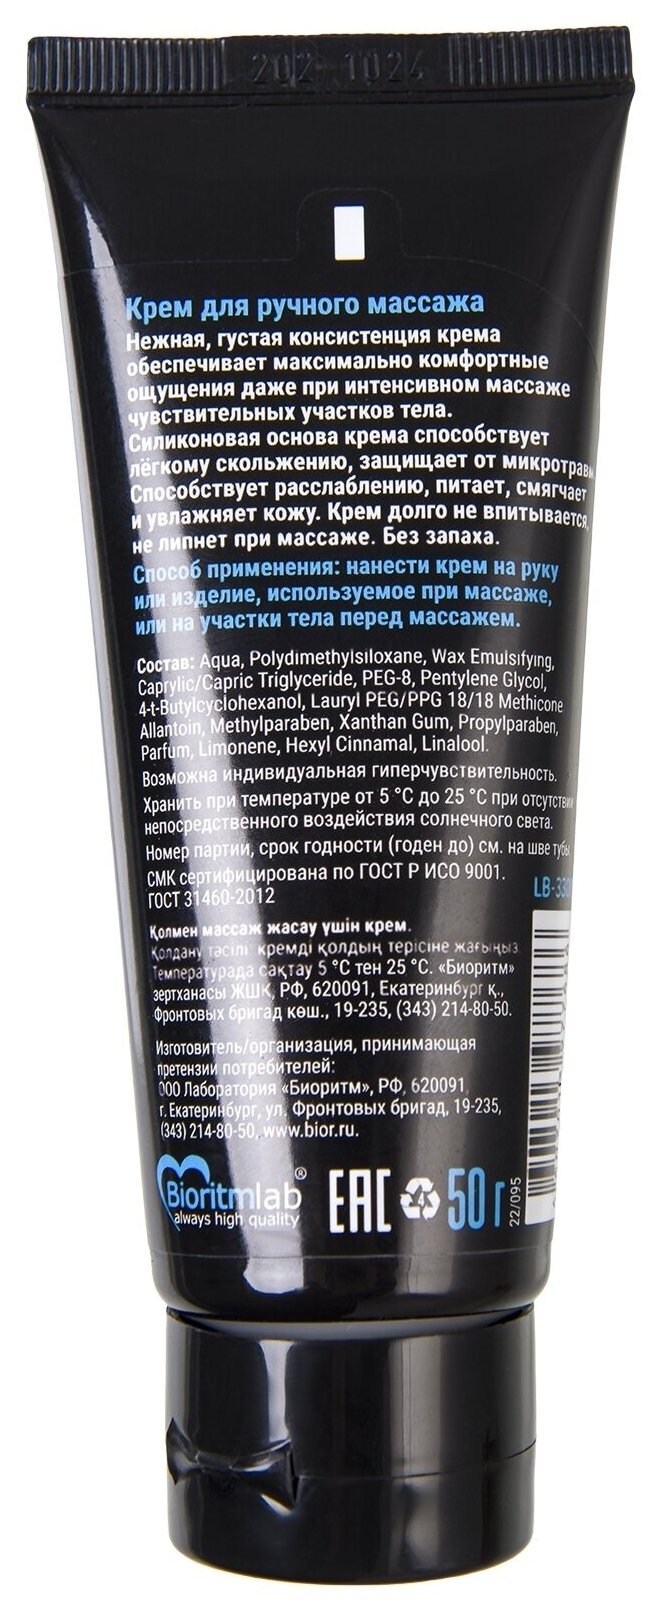 202 1024
Крем для ручного массажа
Нежная, густая консистенция крема
обеспечивает максимально комфортные
ощущения даже при интенсивном массаже
чувствительных участков тела.
Силиконовая основа крема способствует
лёгкому скольжению, защищает от микротравм
Способствует расслаблению, питает, смягчает
и увлажняет кожу. Крем долго не впитывается,
не липнет при массаже. Без запаха.
Способ применения: нанести крем на руку
или изделие, используемое при массаже,
или на участки тела перед массажем.
Состав: Aqua, Polydimethylsiloxane, Wax Emulsifying,
Caprylic/Capric Triglyceride, PEG-8, Pentylene Glycol,
4-t-Butylcyclohexanol, Lauryl PEG/PPG 18/18 Methicone
Allantoin, Methylparaben, Xanthan Gum, Propylparaben,
Parfum, Limonene, Hexyl Cinnamal, Linalool.
Возможна индивидуальная гиперчувствительность.
Хранить при температуре от 5 °C до 25 °C при отсутствии
непосредственного воздействия солнечного света.
Номер партии, срок годности (годен до) см. на шве тубы
СМК сертифицирована по ГОСТ Р ИСО 9001.
ГОСТ 31460-2012
LB-330
Қолмен массаж жасау үшін крем.
Қолдану тәсілі: кремді қолдың терісіне жағыңыз.
Температурада сақтау 5 °C тен 25 °C. «Биоритм»
зертханасы ЖШҚ, РФ, 620091, Екатеринбург қ.,
Фронтовых бригад көш., 19-235, (343) 214-80-50.
Изготовитель/организация, принимающая
претензии потребителей:
ООО Лаборатория «Биоритм», РФ, 620091,
г. Екатеринбург, ул. Фронтовых бригад, 19-235,
(343) 214-80-50, www.bior.ru.
Bioritmlab®
always high quality
EAC
4
50 г
22/095